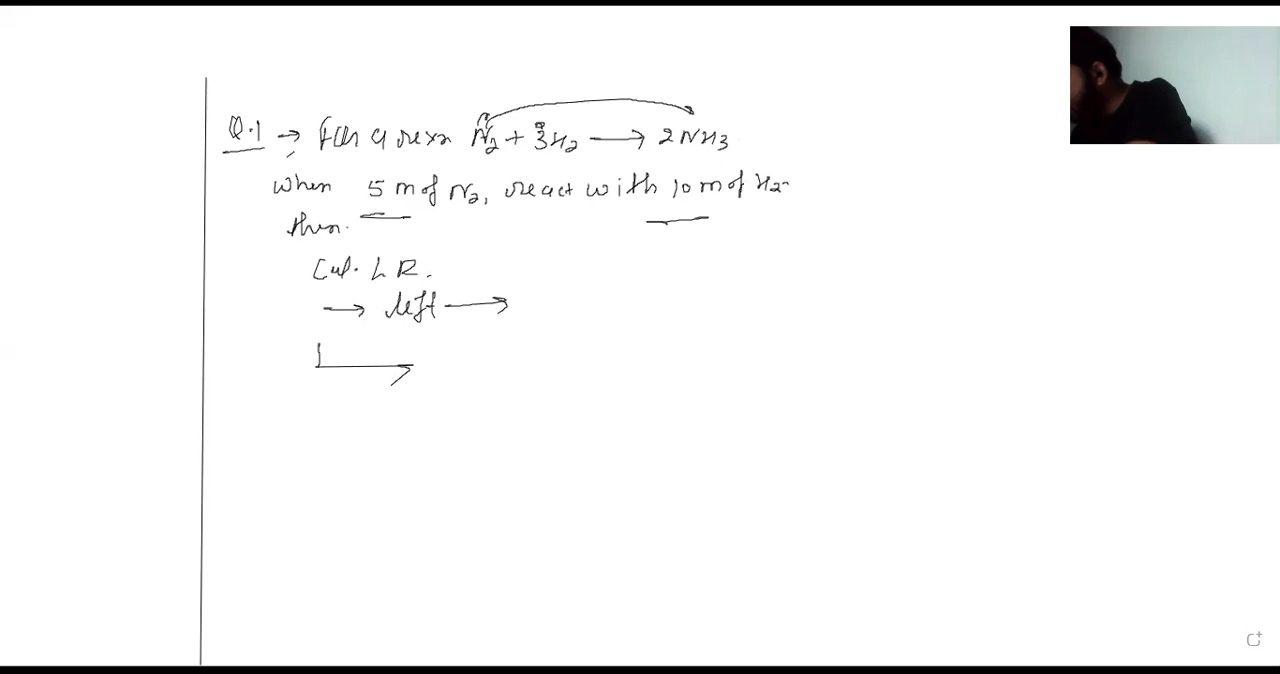 Q.1 → For a rexn N2 + 3H2 → 2NH3
when 5 m of N2, react with 10 m of H2
then.
Cal. L R.
→ left →